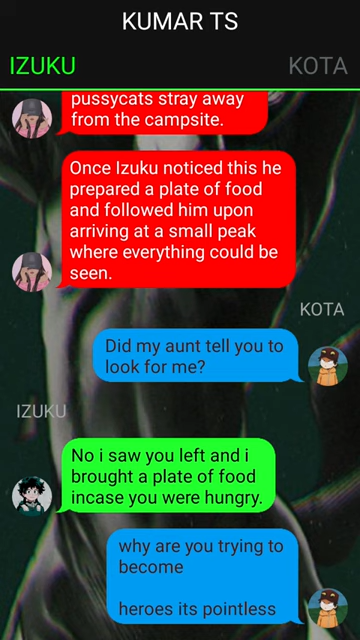 KUMAR TS
IZUKU KOTA
pussycats stray away
from the campsite.
Once Izuku noticed this he
prepared a plate of food
and followed him upon
arriving at a small peak
where everything could be
seen.
KOTA
Did my aunt tell you to
look for me?
IZUKU
No i saw you left and i
brought a plate of food
incase you were hungry.
why are you trying to
become
heroes its pointless